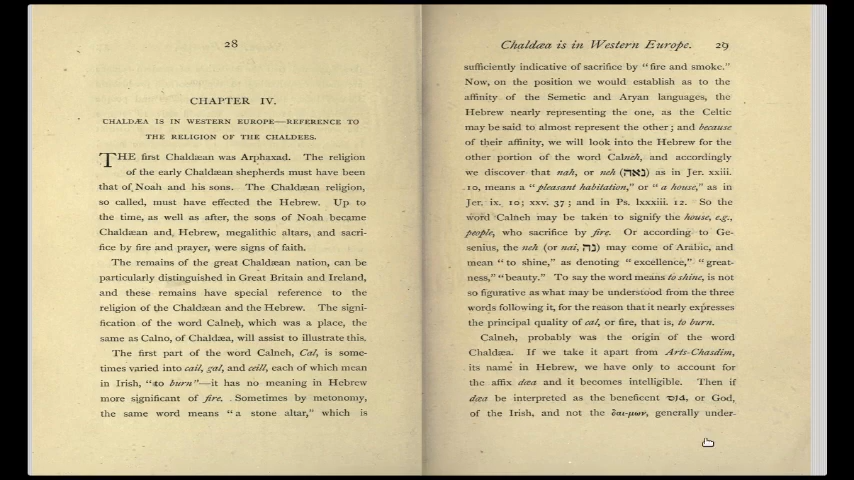 28
CHAPTER IV.
CHALDÆA IS IN WESTERN EUROPE—REFERENCE TO
THE RELIGION OF THE CHALDEES.
THE first Chaldæan was Arphaxad. The religion
of the early Chaldæan shepherds must have been
that of Noah and his sons. The Chaldæan religion,
so called, must have effected the Hebrew. Up to
the time, as well as after, the sons of Noah became
Chaldæan and, Hebrew, megalithic altars, and sacri-
fice by fire and prayer, were signs of faith.
The remains of the great Chaldæan nation, can be
particularly distinguished in Great Britain and Ireland,
and these remains have special reference to the
religion of the Chaldæan and the Hebrew. The signi-
fication of the word Calneh, which was a place, the
same as Calno, of Chaldæa, will assist to illustrate this.
The first part of the word Calneh, Cal, is some-
times varied into cail, gal, and ceill, each of which mean
in Irish, "to burn"—it has no meaning in Hebrew
more significant of fire. Sometimes by metonomy,
the same word means "a stone altar," which is
Chaldæa is in Western Europe. 29
sufficiently indicative of sacrifice by "fire and smoke."
Now, on the position we would establish as to the
affinity of the Semetic and Aryan languages, the
Hebrew nearly representing the one, as the Celtic
may be said to almost represent the other; and because
of their affinity, we will look into the Hebrew for the
other portion of the word Calneh, and accordingly
we discover that nah, or neh (נאה) as in Jer. xxiii.
10, means a "pleasant habitation," or "a house," as in
Jer. ix. 10; xxv. 37; and in Ps. lxxxiii. 12. So the
word Calneh may be taken to signify the house, e.g.,
people, who sacrifice by fire. Or according to Ge-
senius, the neh (or nai, נה) may come of Arabic, and
mean "to shine," as denoting "excellence," "great-
ness," "beauty." To say the word means to shine, is not
so figurative as what may be understood from the three
words following it, for the reason that it nearly expresses
the principal quality of cal, or fire, that is, to burn.
Calneh, probably was the origin of the word
Chaldæa. If we take it apart from Arts-Chasdim,
its name in Hebrew, we have only to account for
the affix dæa and it becomes intelligible. Then if
dæa be interpreted as the beneficent or God,
of the Irish, and not the δαι-μων, generally under-